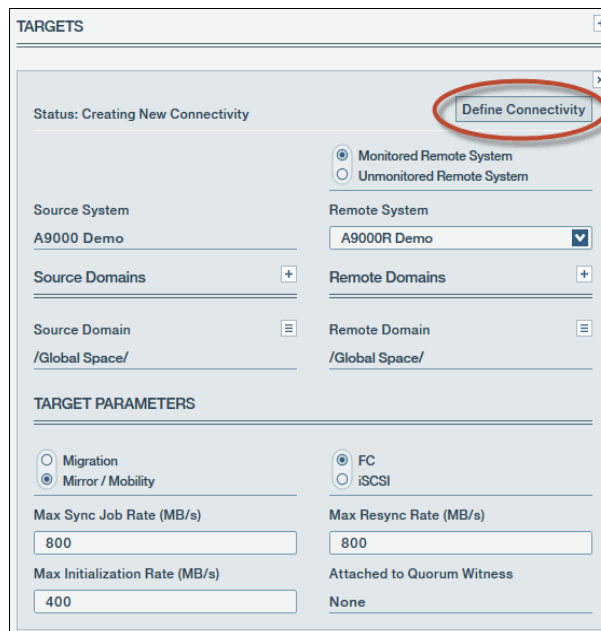 TARGETS
Status: Creating New Connectivity
Define Connectivity
Monitored Remote System
Unmonitored Remote System
Source System
Remote System
A9000 Demo
A9000R Demo
Source Domains
Remote Domains
Source Domain
Remote Domain
/Global Space/
/Global Space/
TARGET PARAMETERS
Migration
Mirror / Mobility
FC
iSCSI
Max Sync Job Rate (MB/s)
Max Resync Rate (MB/s)
800
800
Max Initialization Rate (MB/s)
Attached to Quorum Witness
400
None